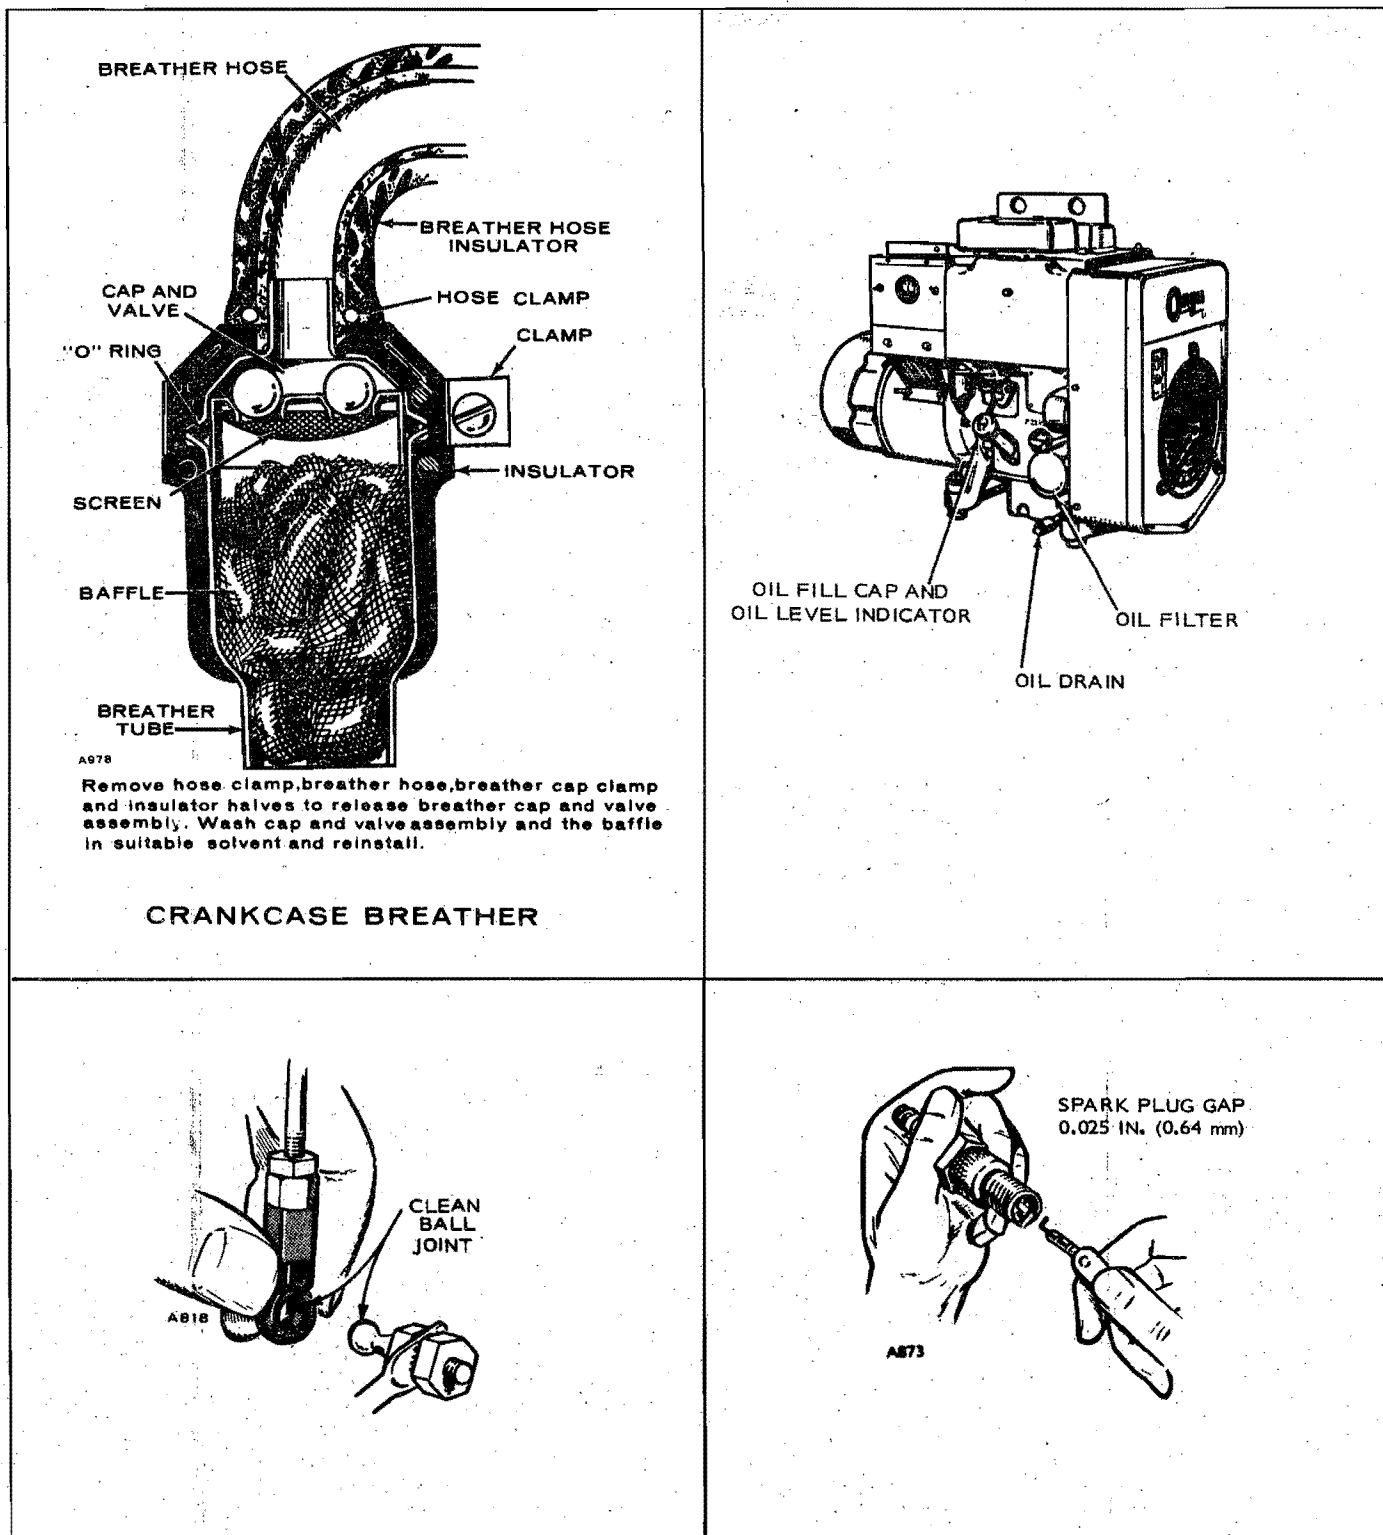 BREATHER HOSE
BREATHER HOSE
INSULATOR
CAP AND
VALVE
HOSE CLAMP
CLAMP
"O" RING
INSULATOR
SCREEN
BAFFLE
BREATHER
TUBE
A978
Remove hose clamp,breather hose,breather cap clamp
and insulator halves to release breather cap and valve
assembly. Wash cap and valve assembly and the baffle
in suitable solvent and reinstall.
CRANKCASE BREATHER
OIL FILL CAP AND
OIL LEVEL INDICATOR
OIL FILTER
OIL DRAIN
CLEAN
BALL
JOINT
A818
SPARK PLUG GAP
0.025 IN. (0.64 mm)
A873